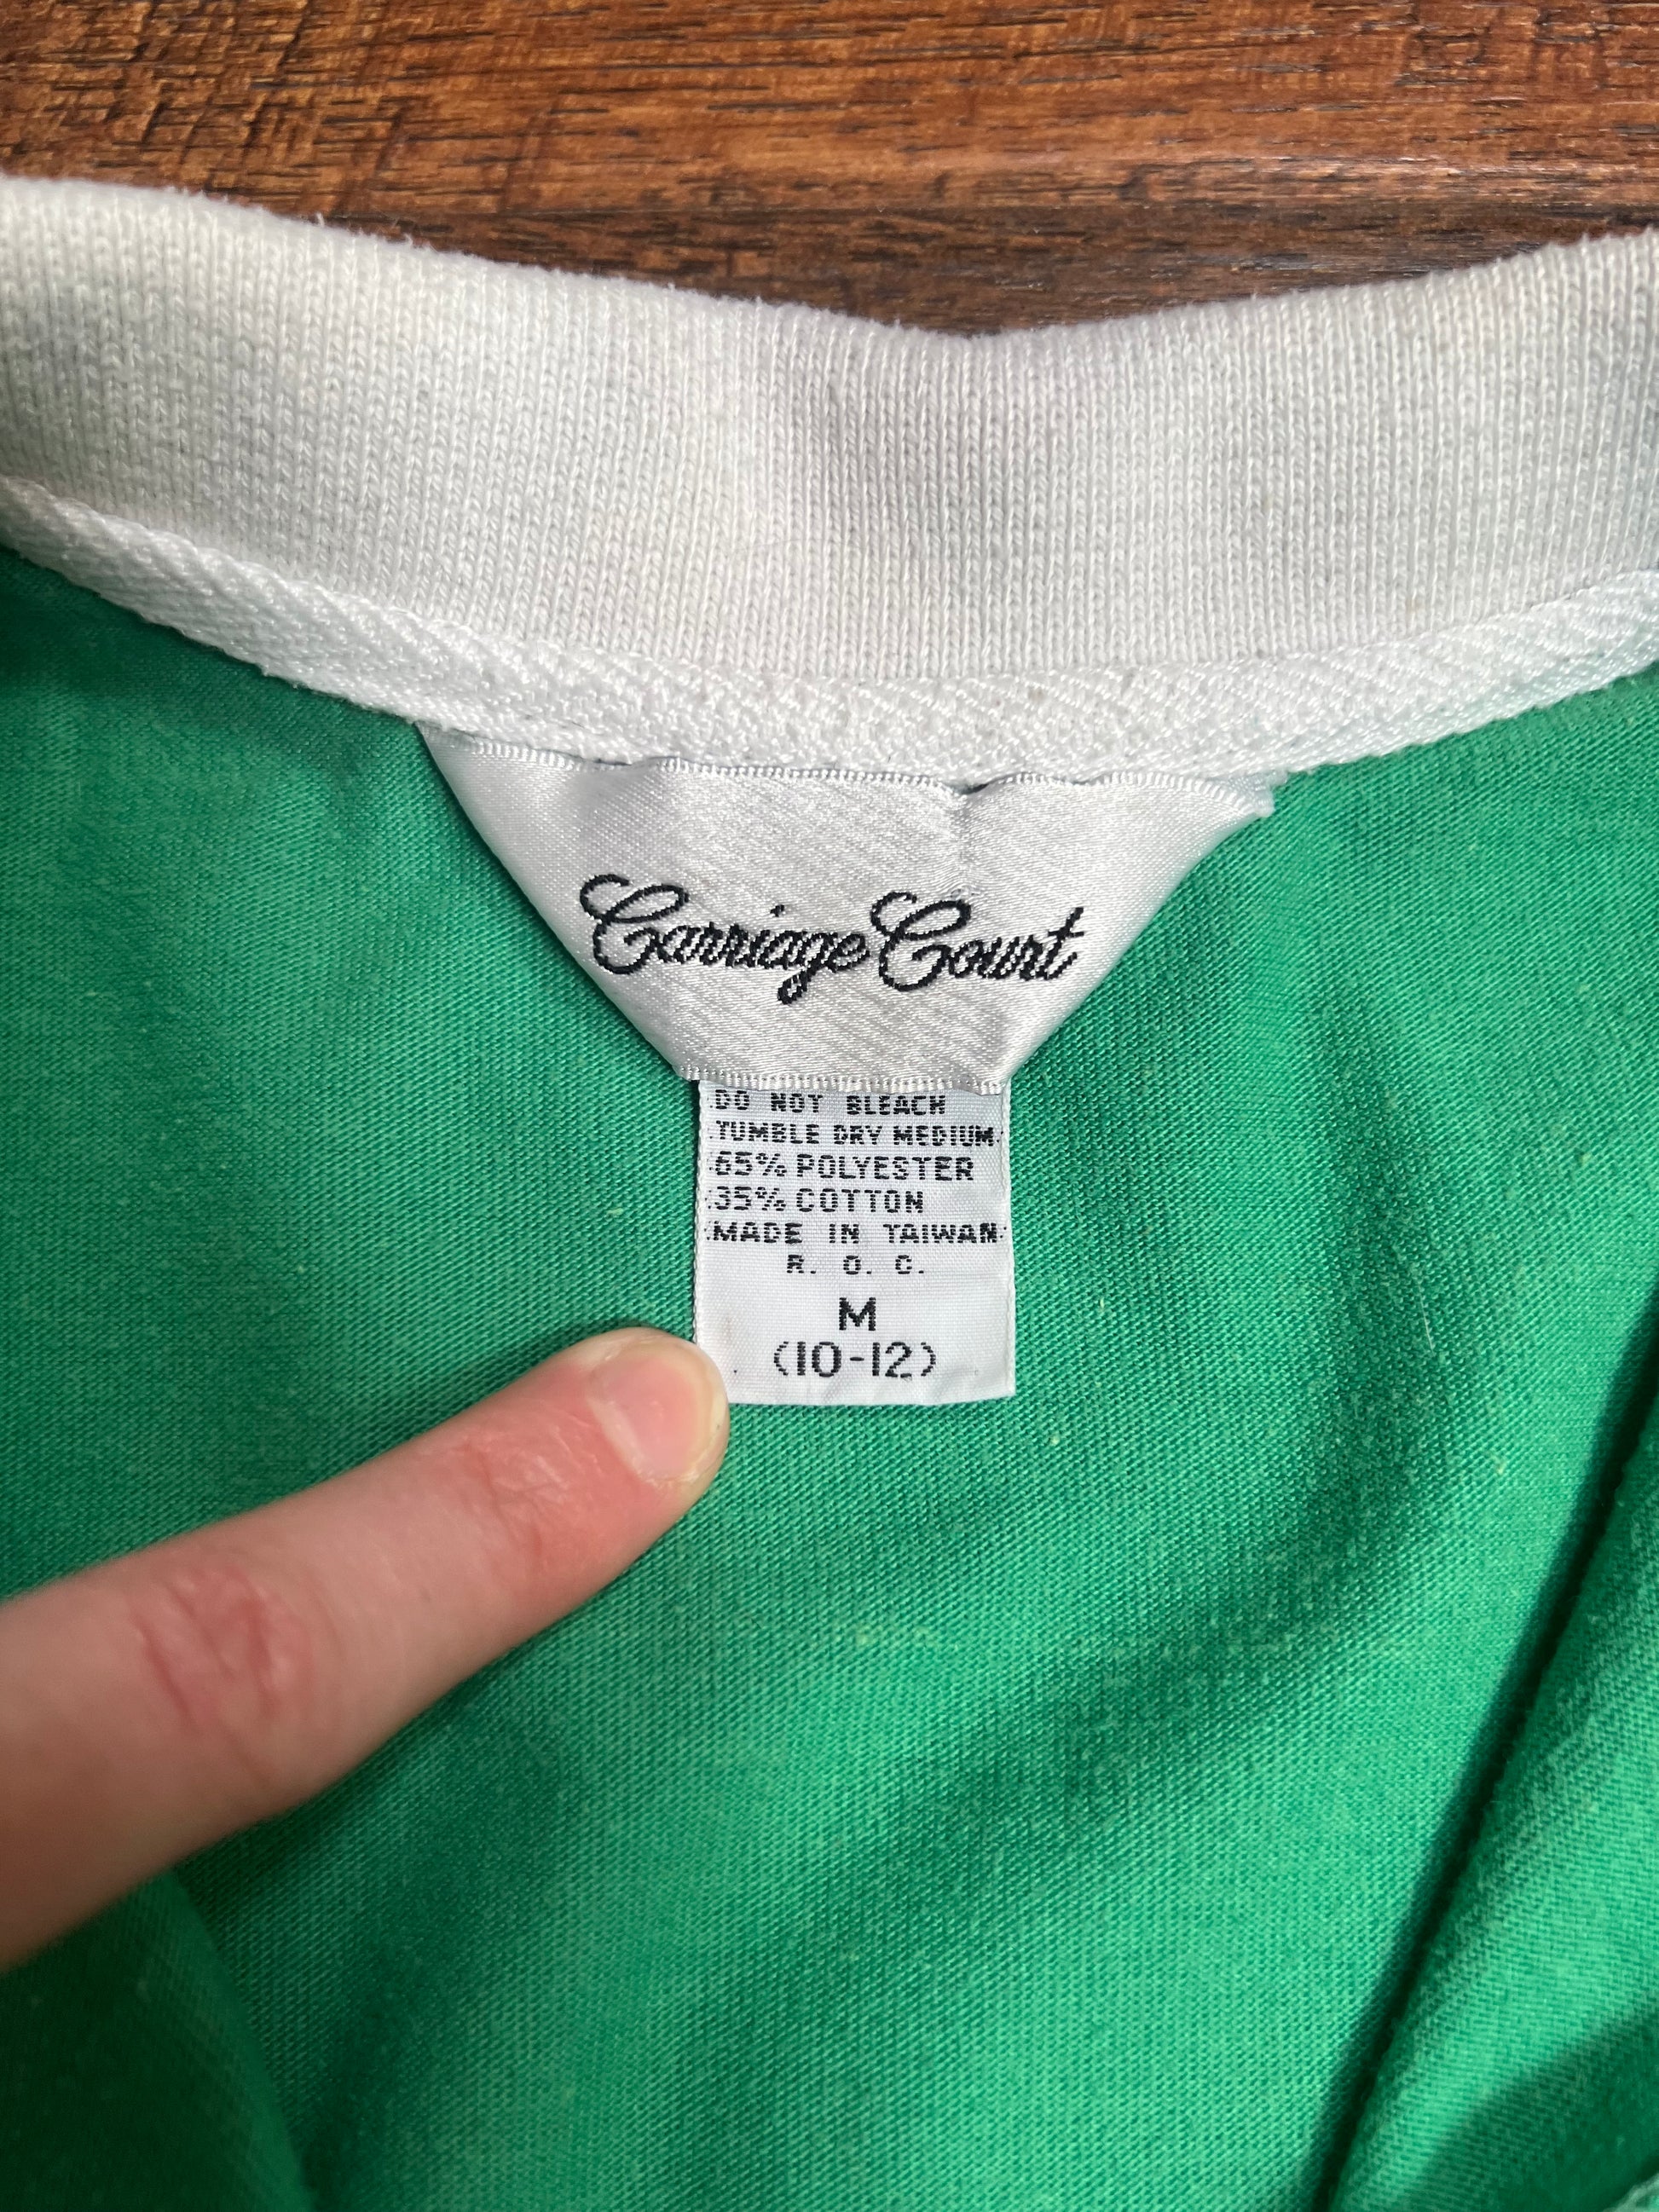 Carriage Court
DO NOT BLEACH
TUMBLE DRY MEDIUM
65% POLYESTER
35% COTTON
MADE IN TAIWAN
R. O. C.
M
(10-12)